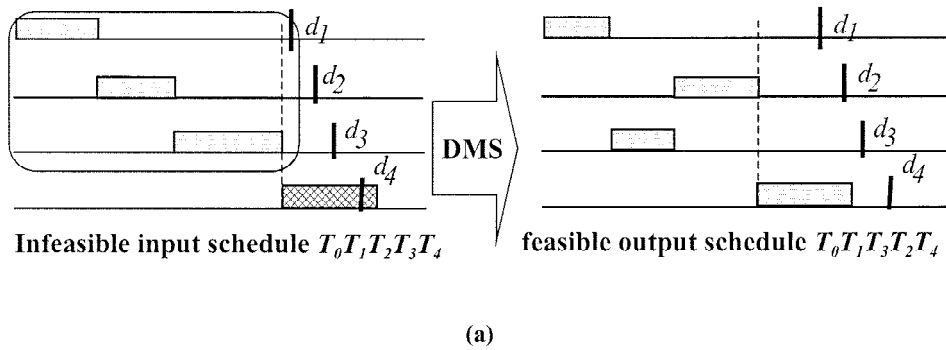 d1 d1
d2 d2
d3 DMS d3
d4 d4
Infeasible input schedule T0T1T2T3T4 feasible output schedule T0T1T3T2T4
(a)